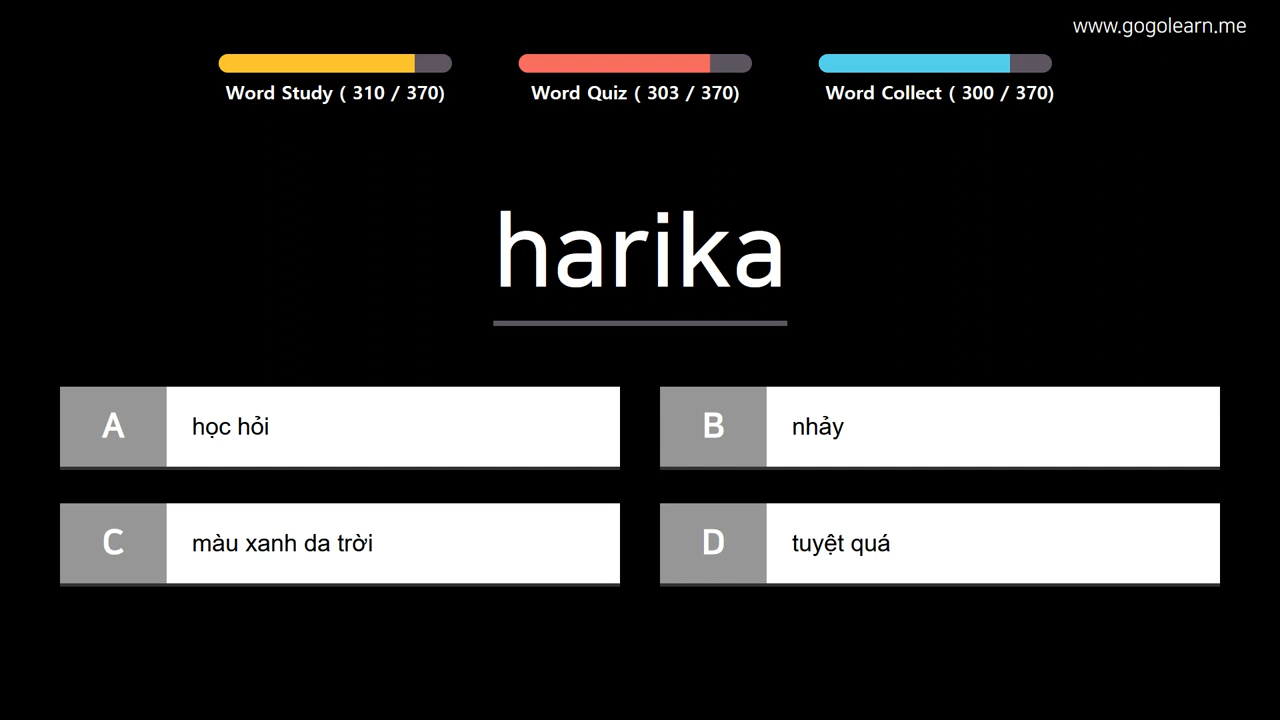 www.gogolearn.me
Word Study ( 310 / 370)
Word Quiz ( 303 / 370)
Word Collect ( 300 / 370)
harika
A học hỏi
B nhảy
C màu xanh da trời
D tuyệt quá